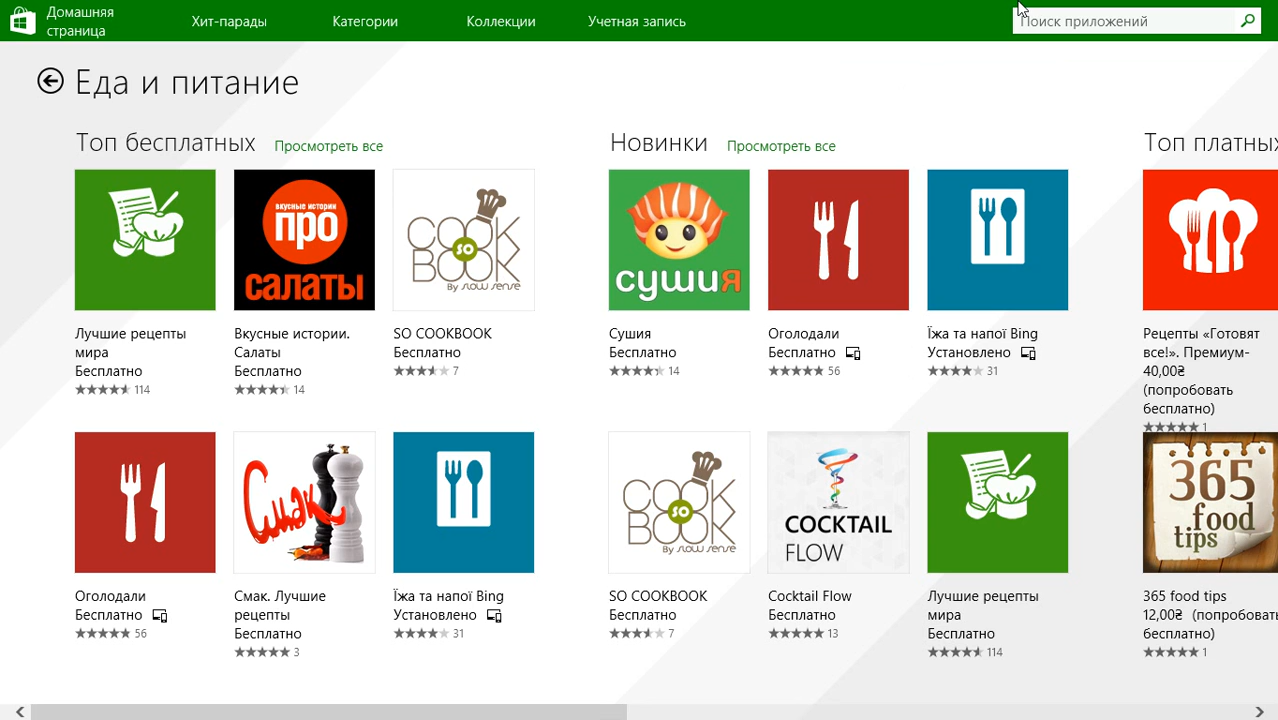 Домашняя
страница
Хит-парады
Категории
Коллекции
Учетная запись
Поиск приложений
Еда и питание
Топ бесплатных
Просмотреть все
Новинки
Просмотреть все
Топ платных
вкусные истории
про
салаты
COOK
SO
BOOK
By slow sense
сушия
Лучшие рецепты
мира
Бесплатно
114
Вкусные истории.
Салаты
Бесплатно
14
SO COOKBOOK
Бесплатно
7
Сушия
Бесплатно
14
Оголодали
Бесплатно
56
Їжа та напої Bing
Установлено
31
Рецепты «Готовят
все!». Премиум-
40,00₴
(попробовать
бесплатно)
1
Смак
COOK
SO
BOOK
By slow sense
COCKTAIL
FLOW
365
food
tips
Оголодали
Бесплатно
56
Смак. Лучшие
рецепты
Бесплатно
3
Їжа та напої Bing
Установлено
31
SO COOKBOOK
Бесплатно
7
Cocktail Flow
Бесплатно
13
Лучшие рецепты
мира
Бесплатно
114
365 food tips
12,00₴ (попробовать
бесплатно)
1